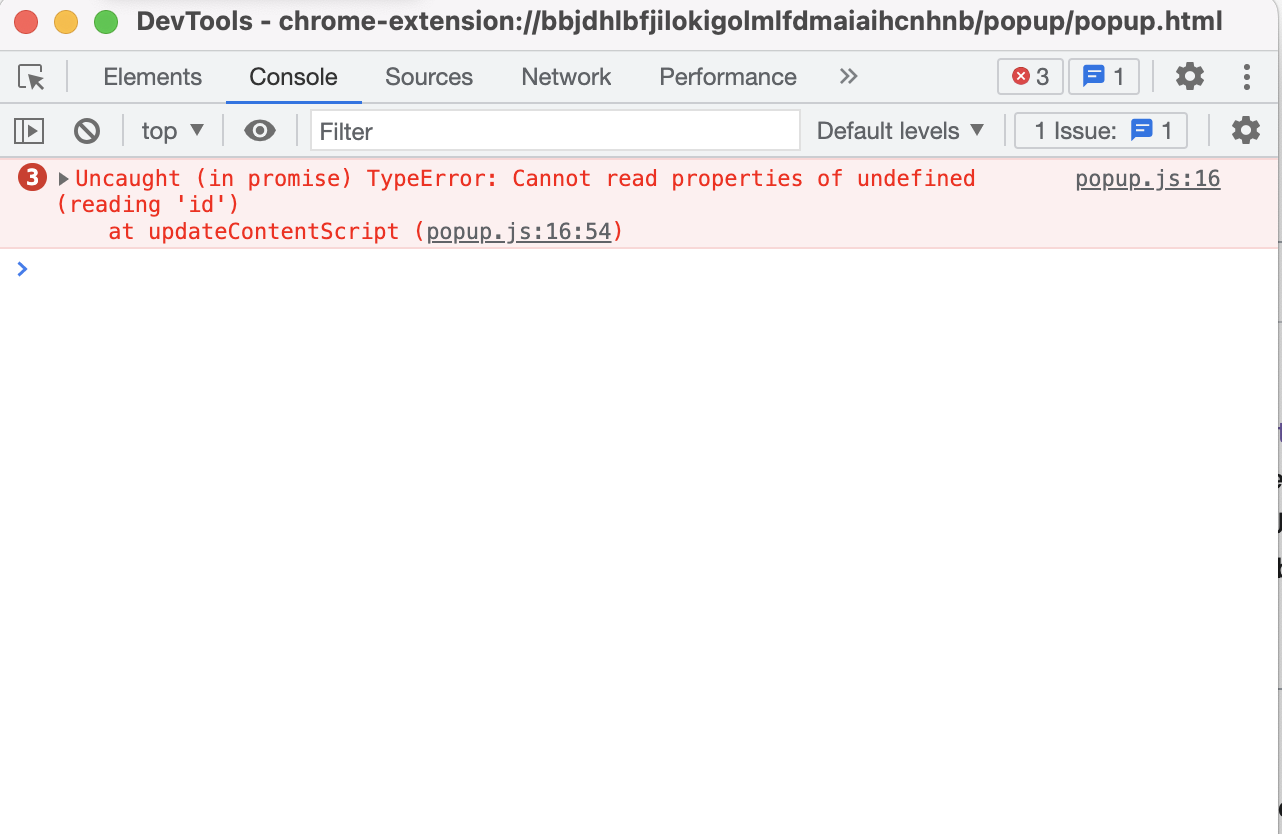 DevTools - chrome-extension://bbjdhlbfjilokigolmlfdmaiaihcnhnb/popup/popup.html
Elements Console Sources Network Performance 3 1
top Filter Default levels 1 Issue: 1
3 Uncaught (in promise) TypeError: Cannot read properties of undefined popup.js:16
(reading 'id')
at updateContentScript (popup.js:16:54)